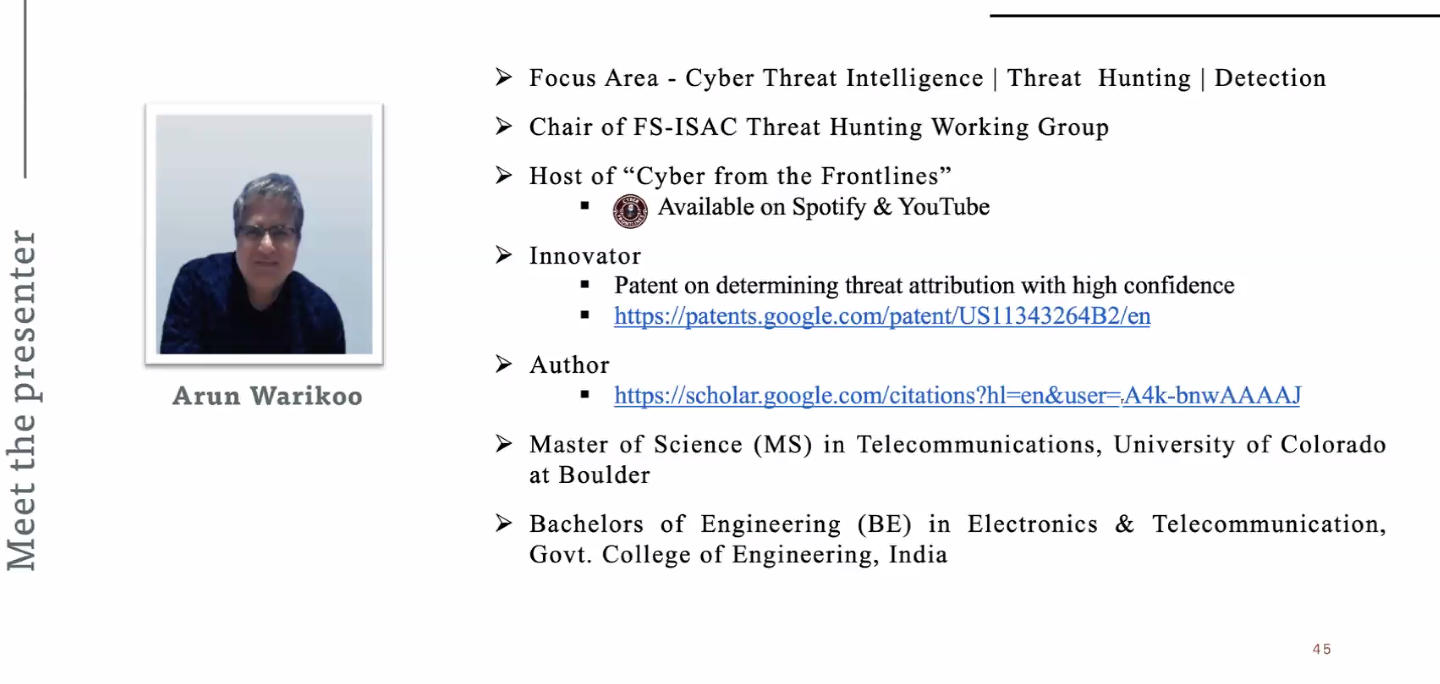 Meet the presenter
Arun Warikoo
Focus Area - Cyber Threat Intelligence | Threat Hunting | Detection
Chair of FS-ISAC Threat Hunting Working Group
Host of “Cyber from the Frontlines”
Available on Spotify & YouTube
Innovator
Patent on determining threat attribution with high confidence
https://patents.google.com/patent/US11343264B2/en
Author
https://scholar.google.com/citations?hl=en&user=A4k-bnwAAAAJ
Master of Science (MS) in Telecommunications, University of Colorado
at Boulder
Bachelors of Engineering (BE) in Electronics & Telecommunication,
Govt. College of Engineering, India
45